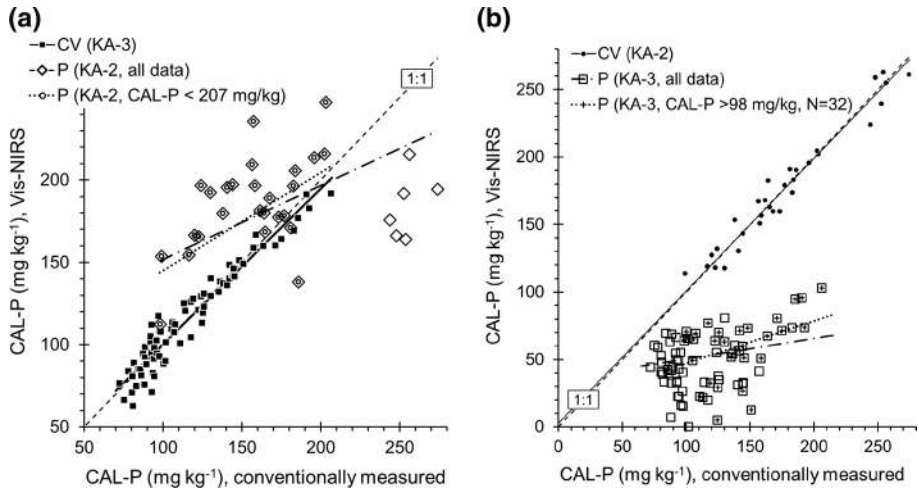 (a)
CV (KA-3)
P (KA-2, all data)
P (KA-2, CAL-P < 207 mg/kg)
1:1
250
200
150
100
50
CAL-P (mg kg⁻¹), Vis-NIRS
50 100 150 200 250
CAL-P (mg kg⁻¹), conventionally measured
(b)
CV (KA-2)
P (KA-3, all data)
P (KA-3, CAL-P >98 mg/kg, N=32)
250
200
150
100
50
0
CAL-P (mg kg⁻¹), Vis-NIRS
1:1
0 50 100 150 200 250
CAL-P (mg kg⁻¹), conventionally measured